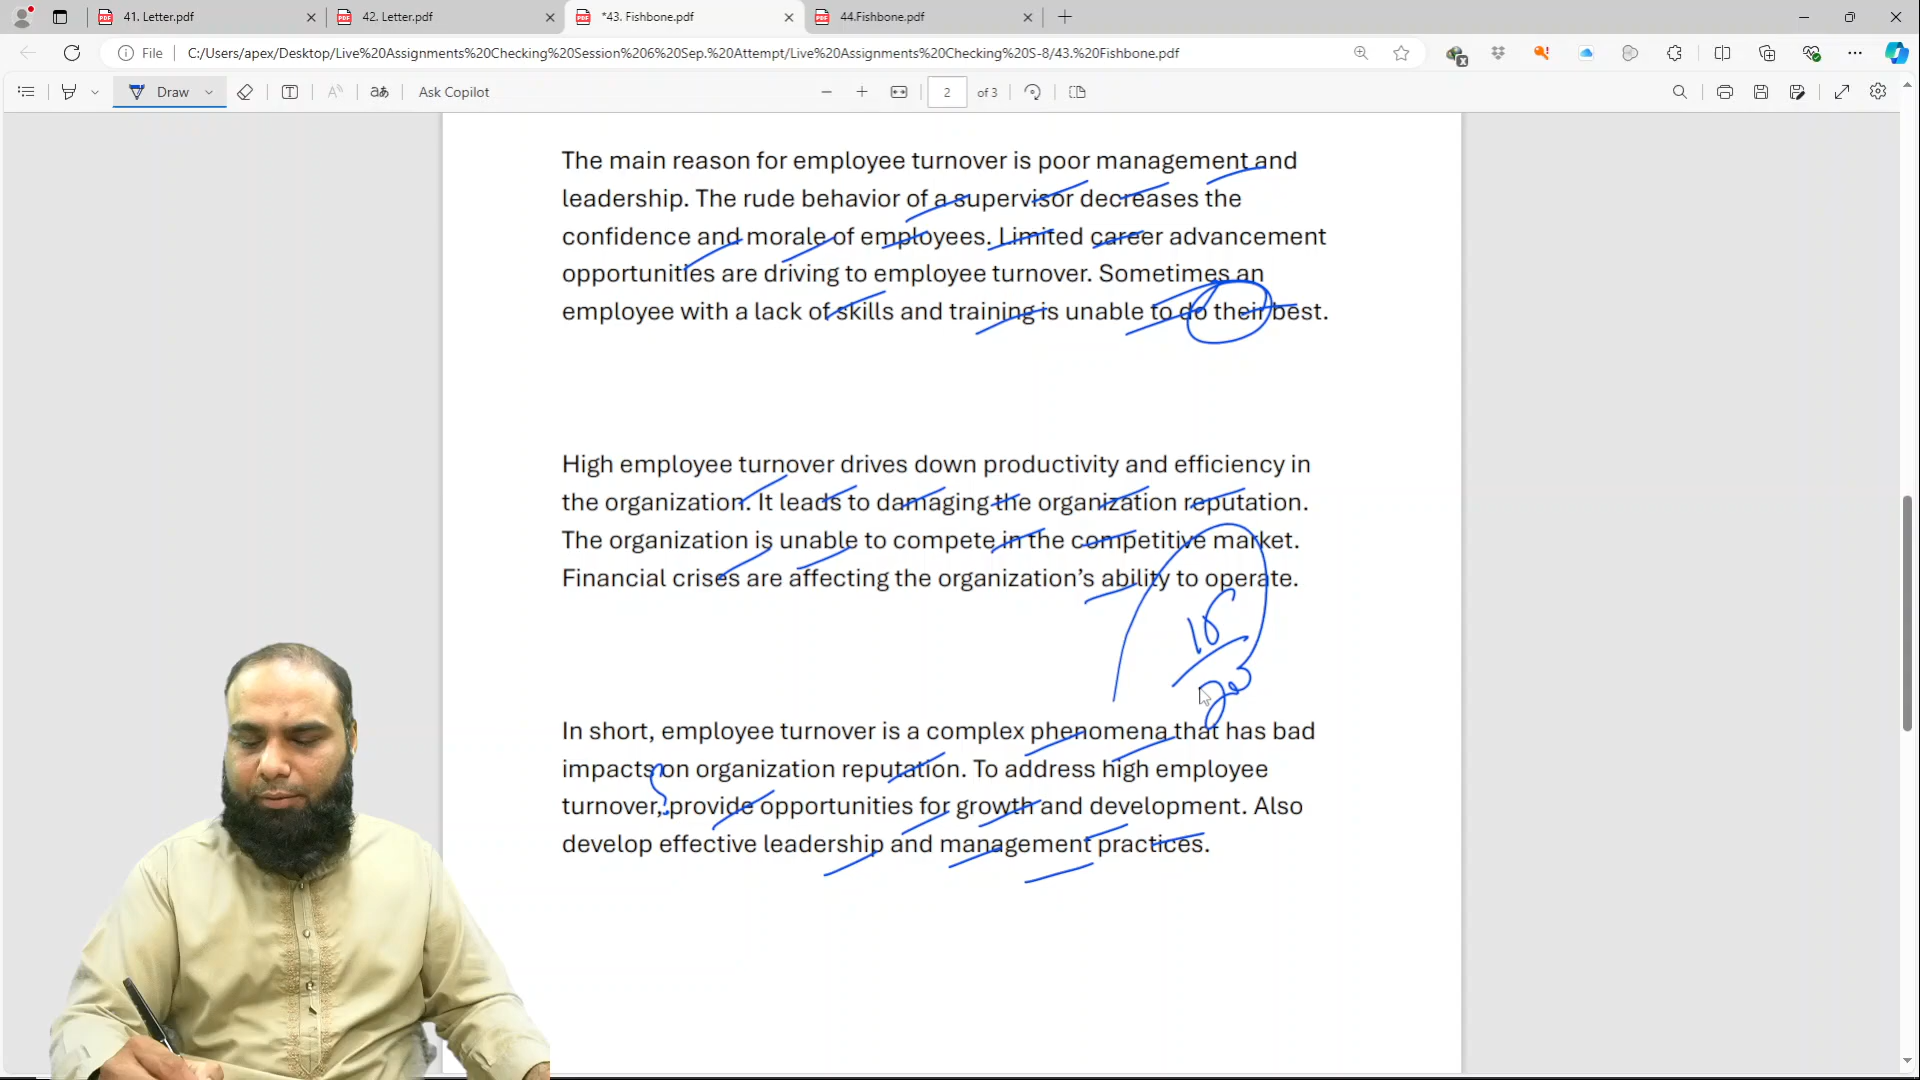 41. Letter.pdf
42. Letter.pdf
*43. Fishbone.pdf
44.Fishbone.pdf
File
C:/Users/apex/Desktop/Live%20Assignments%20Checking%20Session%206%20Sep.%20Attempt/Live%20Assignments%20Checking%20S-8/43.%20Fishbone.pdf
Draw
Ask Copilot
2
of 3
The main reason for employee turnover is poor management and
leadership. The rude behavior of a supervisor decreases the
confidence and morale of employees. Limited career advancement
opportunities are driving to employee turnover. Sometimes an
employee with a lack of skills and training is unable to do their best.
High employee turnover drives down productivity and efficiency in
the organization. It leads to damaging the organization reputation.
The organization is unable to compete in the competitive market.
Financial crises are affecting the organization's ability to operate.
In short, employee turnover is a complex phenomena that has bad
impacts on organization reputation. To address high employee
turnover, provide opportunities for growth and development. Also
develop effective leadership and management practices.